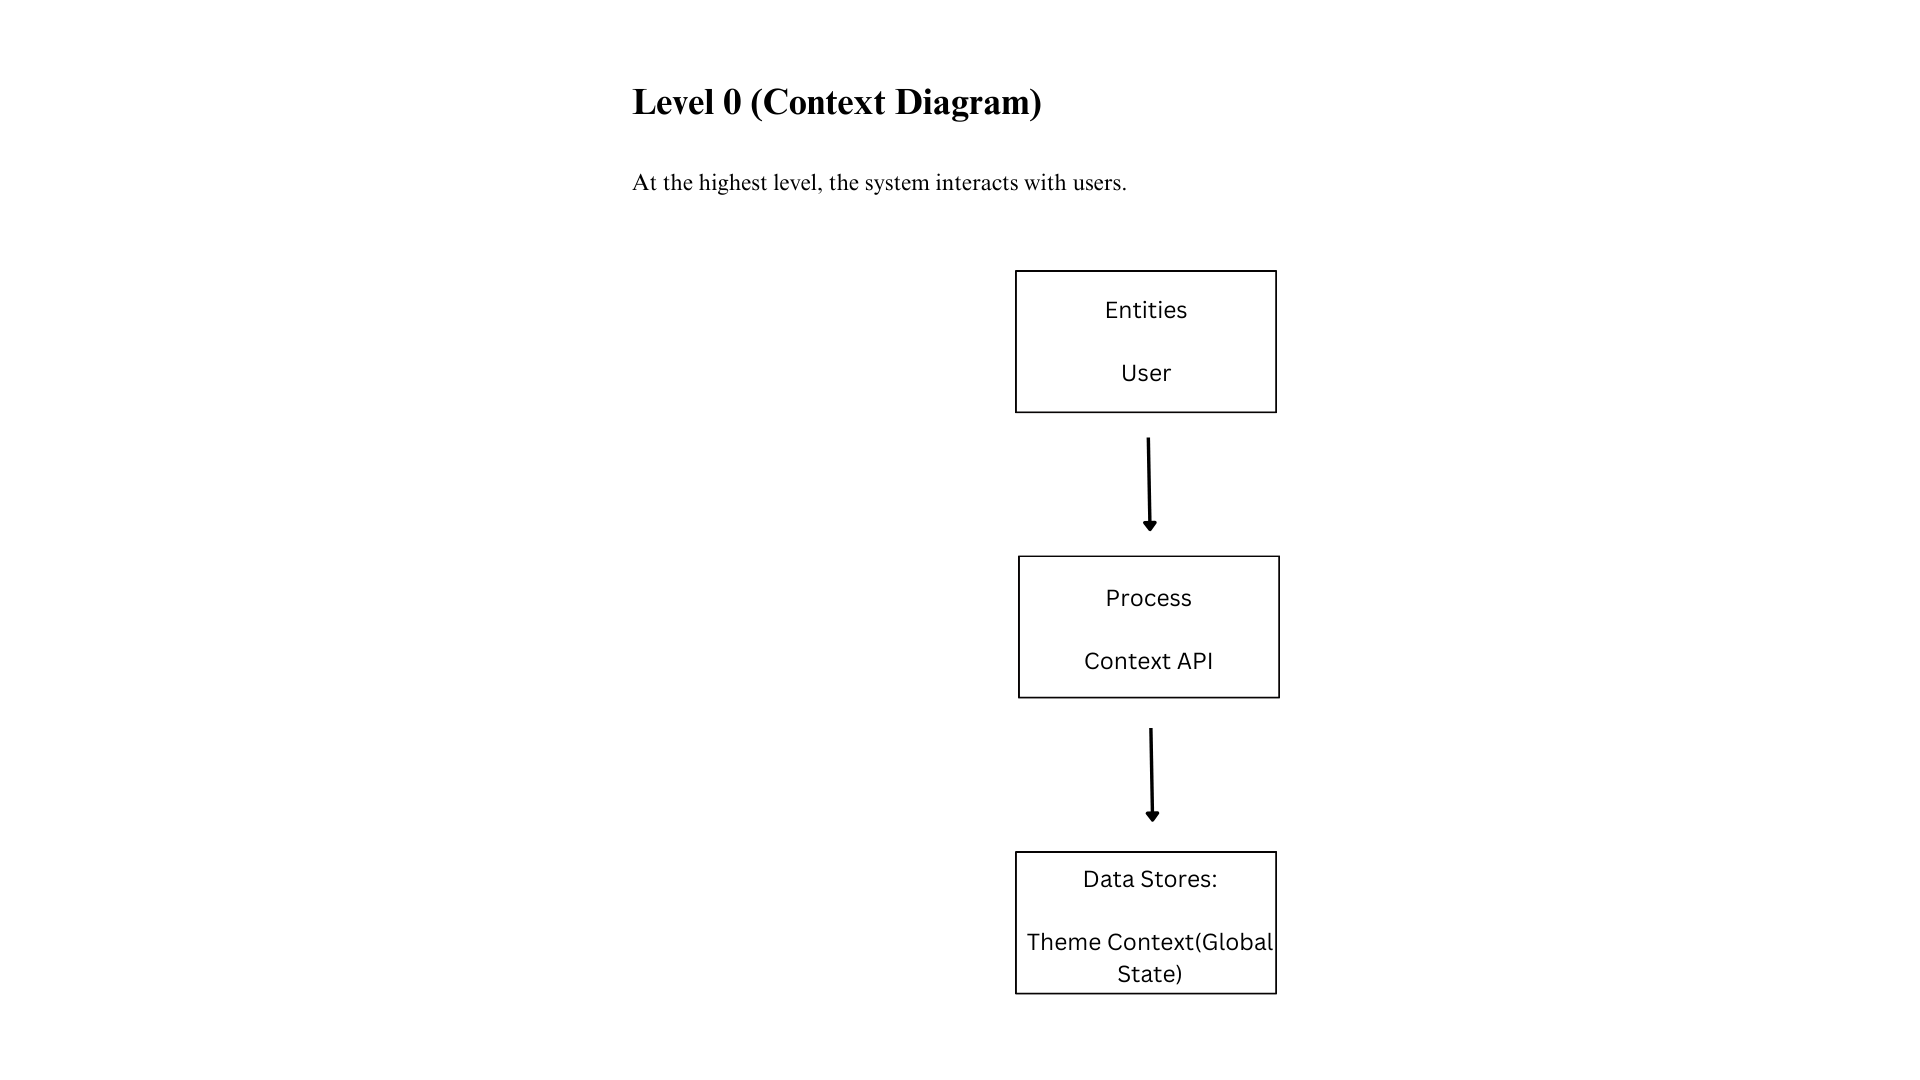 Level 0 (Context Diagram)
At the highest level, the system interacts with users.
Entities
User
Process
Context API
Data Stores:
Theme Context(Global
State)